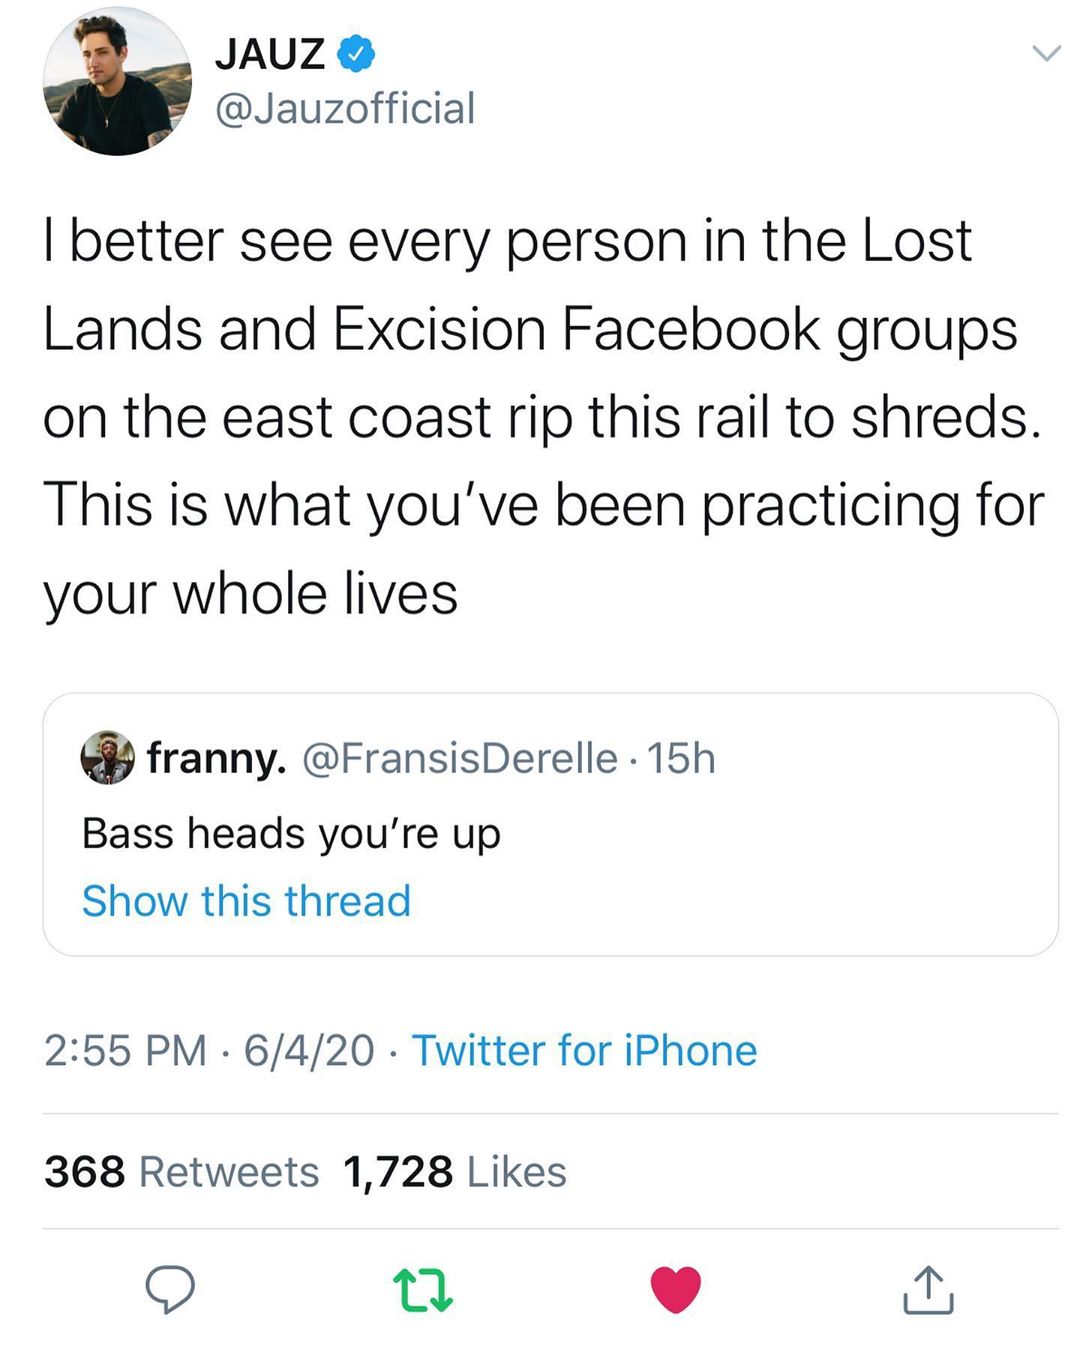 JAUZ
@Jauzofficial
I better see every person in the Lost
Lands and Excision Facebook groups
on the east coast rip this rail to shreds.
This is what you’ve been practicing for
your whole lives
franny. @FransisDerelle · 15h
Bass heads you’re up
Show this thread
2:55 PM · 6/4/20 · Twitter for iPhone
368 Retweets 1,728 Likes